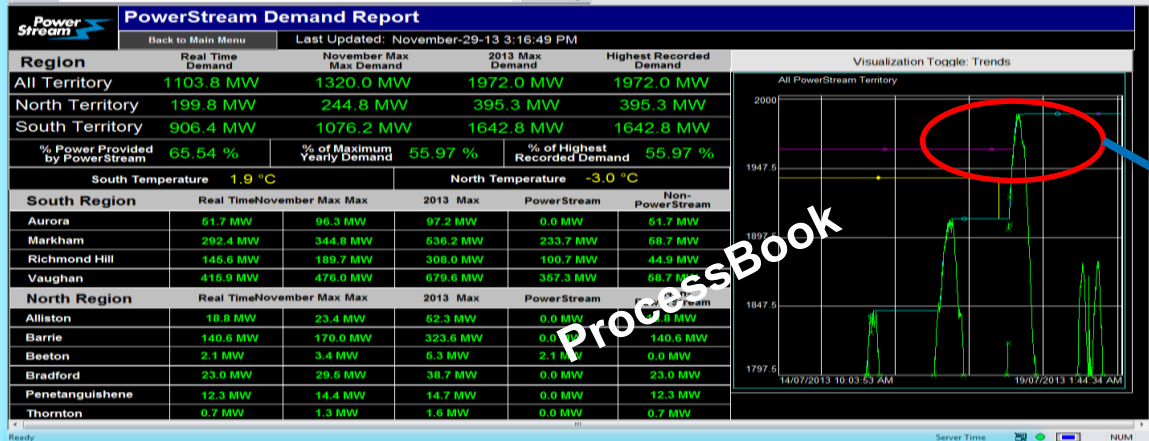 Power
Stream
PowerStream Demand Report
Back to Main Menu
Last Updated: November-29-13 3:16:49 PM
Region Real Time Demand November Max Max Demand 2013 Max Demand Highest Recorded Demand
All Territory 1103.8 MW 1320.0 MW 1972.0 MW 1972.0 MW
North Territory 199.8 MW 244.8 MW 395.3 MW 395.3 MW
South Territory 906.4 MW 1076.2 MW 1642.8 MW 1642.8 MW
% Power Provided by PowerStream 65.54 % % of Maximum Yearly Demand 55.97 % % of Highest Recorded Demand 55.97 %
South Temperature 1.9 °C North Temperature -3.0 °C
South Region Real TimeNovember Max Max 2013 Max PowerStream Non-PowerStream
Aurora 51.7 MW 96.3 MW 97.2 MW 0.0 MW 51.7 MW
Markham 292.4 MW 344.8 MW 536.2 MW 233.7 MW 58.7 MW
Richmond Hill 145.6 MW 189.7 MW 308.0 MW 100.7 MW 44.9 MW
Vaughan 415.9 MW 476.0 MW 679.6 MW 357.3 MW 58.7 MW
North Region Real TimeNovember Max Max 2013 Max PowerStream
Alliston 18.8 MW 23.4 MW 52.3 MW 0.0 MW MW
Barrie 140.6 MW 170.0 MW 323.6 MW 0.0 MW 140.6 MW
Beeton 2.1 MW 3.4 MW 5.3 MW 2.1 MW 0.0 MW
Bradford 23.0 MW 29.5 MW 38.7 MW 0.0 MW 23.0 MW
Penetanguishene 12.3 MW 14.4 MW 14.7 MW 0.0 MW 12.3 MW
Thornton 0.7 MW 1.3 MW 1.6 MW 0.0 MW 0.7 MW
ProcessBook
Visualization Toggle: Trends
All PowerStream Territory
2000
1947.5
1897.5
1847.5
1797.5
14/07/2013 10:03:53 AM 19/07/2013 1:44:34 AM
Ready Server Time NUM